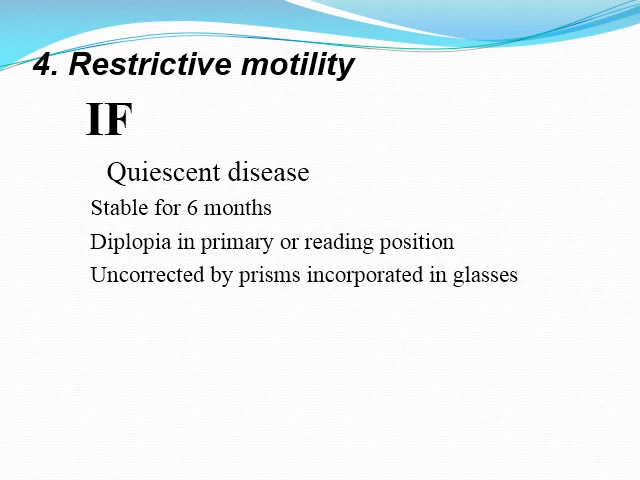 4. Restrictive motility
IF
Quiescent disease
Stable for 6 months
Diplopia in primary or reading position
Uncorrected by prisms incorporated in glasses